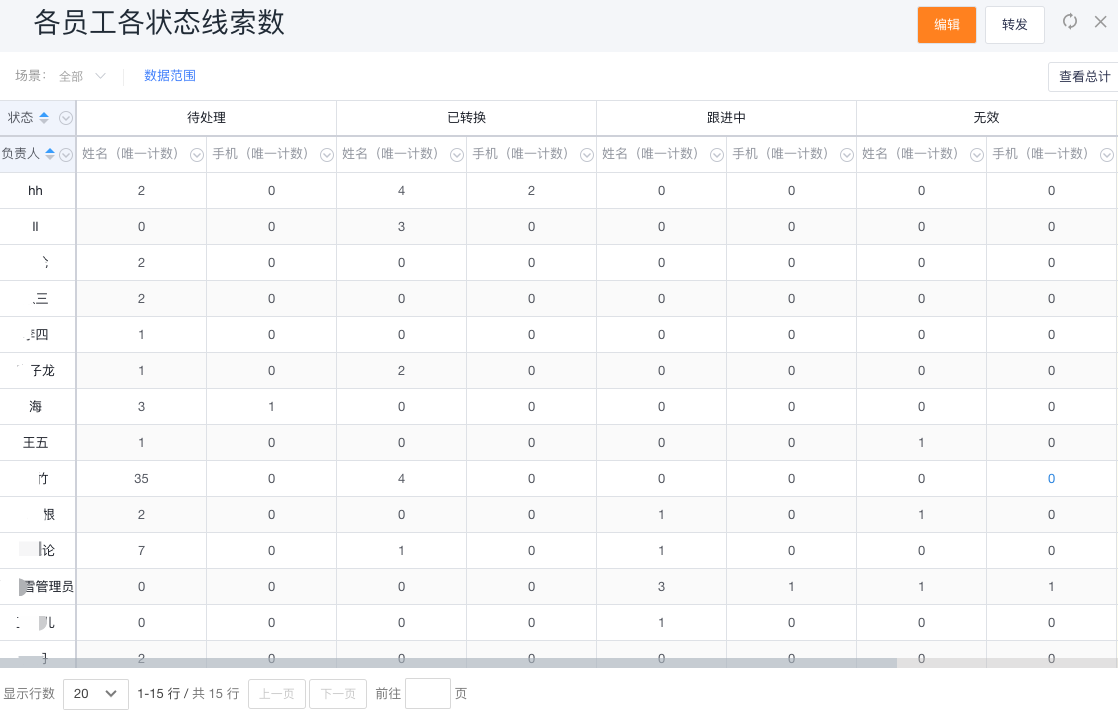 各员工各状态线索数
编辑 转发
场景： 全部 数据范围 查看总计
状态 待处理 已转换 跟进中 无效
负责人 姓名（唯一计数） 手机（唯一计数） 姓名（唯一计数） 手机（唯一计数） 姓名（唯一计数） 手机（唯一计数） 姓名（唯一计数） 手机（唯一计数）
hh 2 0 4 2 0 0 0 0
ll 0 0 3 0 0 0 0 0
2 0 0 0 0 0 0 0
三 2 0 0 0 0 0 0 0
四 1 0 0 0 0 0 0 0
子龙 1 0 2 0 0 0 0 0
海 3 1 0 0 0 0 0 0
王五 1 0 0 0 0 0 1 0
35 0 4 0 0 0 0 0
2 0 0 0 1 0 1 0
论 7 0 1 0 1 0 0 0
管理员 0 0 0 0 3 1 1 1
儿 0 0 0 0 1 0 0 0
2 0 0 0 0 0 0 0
显示行数 20 1-15 行 / 共 15 行 上一页 下一页 前往 页